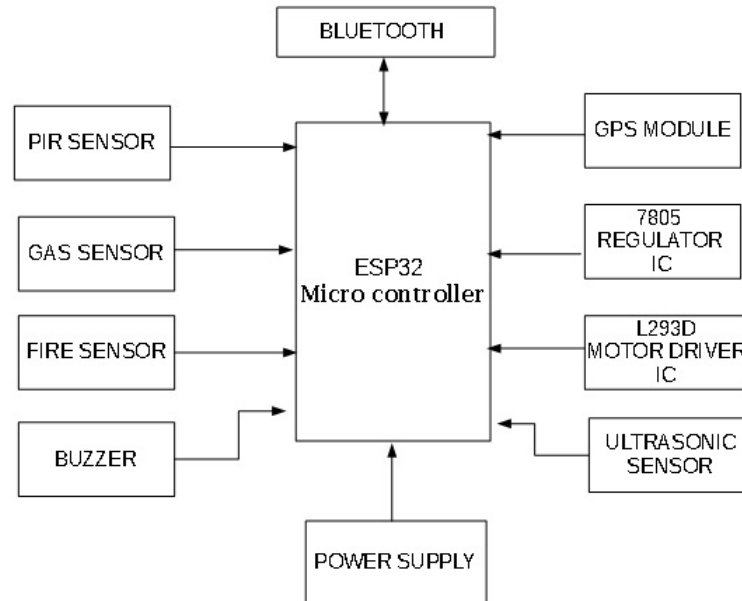 BLUETOOTH
PIR SENSOR
GPS MODULE
GAS SENSOR
7805
REGULATOR
IC
ESP32
Micro controller
FIRE SENSOR
L293D
MOTOR DRIVER
IC
BUZZER
ULTRASONIC
SENSOR
POWER SUPPLY